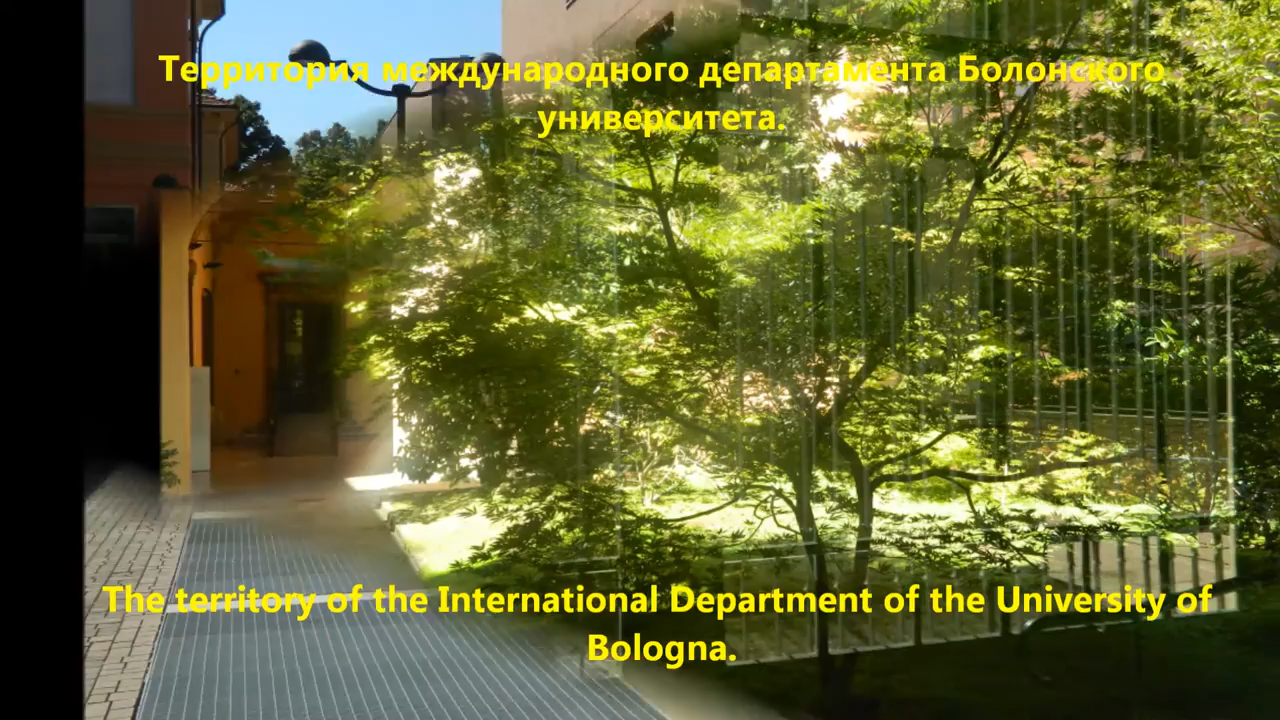 Территория международного департамента Болонского
университета.
The territory of the International Department of the University of
Bologna.